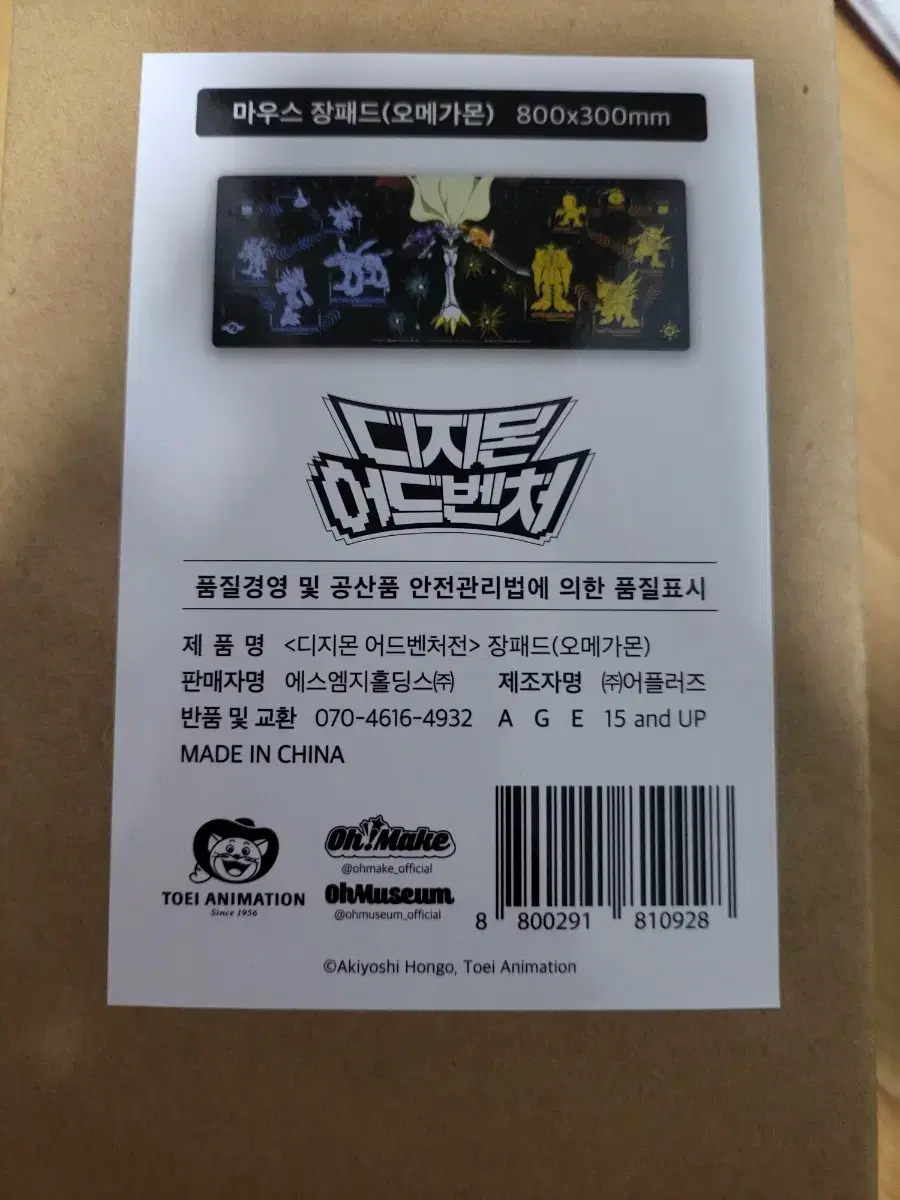 마우스 장패드(오메가몬) 800x300mm
디지몬
어드벤처
품질경영 및 공산품 안전관리법에 의한 품질표시
제 품 명 <디지몬 어드벤처전> 장패드(오메가몬)
판매자명 에스엠지홀딩스㈜ 제조자명 ㈜어플러즈
반품 및 교환 070-4616-4932 A G E 15 and UP
MADE IN CHINA
TOEI ANIMATION
Since 1956
Oh!Make
@ohmake_official
OhMuseum
@ohmuseum_official
8 800291 810928
©Akiyoshi Hongo, Toei Animation